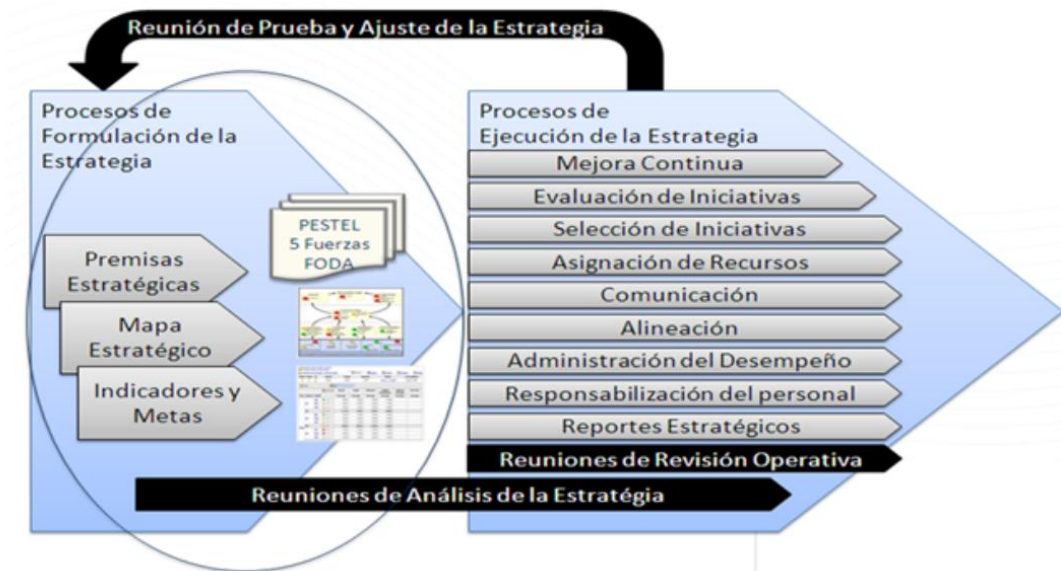 Reunión de Prueba y Ajuste de la Estrategia
Procesos de
Formulación de la
Estrategia
PESTEL
5 Fuerzas
FODA
Premisas
Estratégicas
Mapa
Estratégico
Indicadores y
Metas
Procesos de
Ejecución de la Estrategia
Mejora Continua
Evaluación de Iniciativas
Selección de Iniciativas
Asignación de Recursos
Comunicación
Alineación
Administración del Desempeño
Responsabilización del personal
Reportes Estratégicos
Reuniones de Revisión Operativa
Reuniones de Análisis de la Estratégia